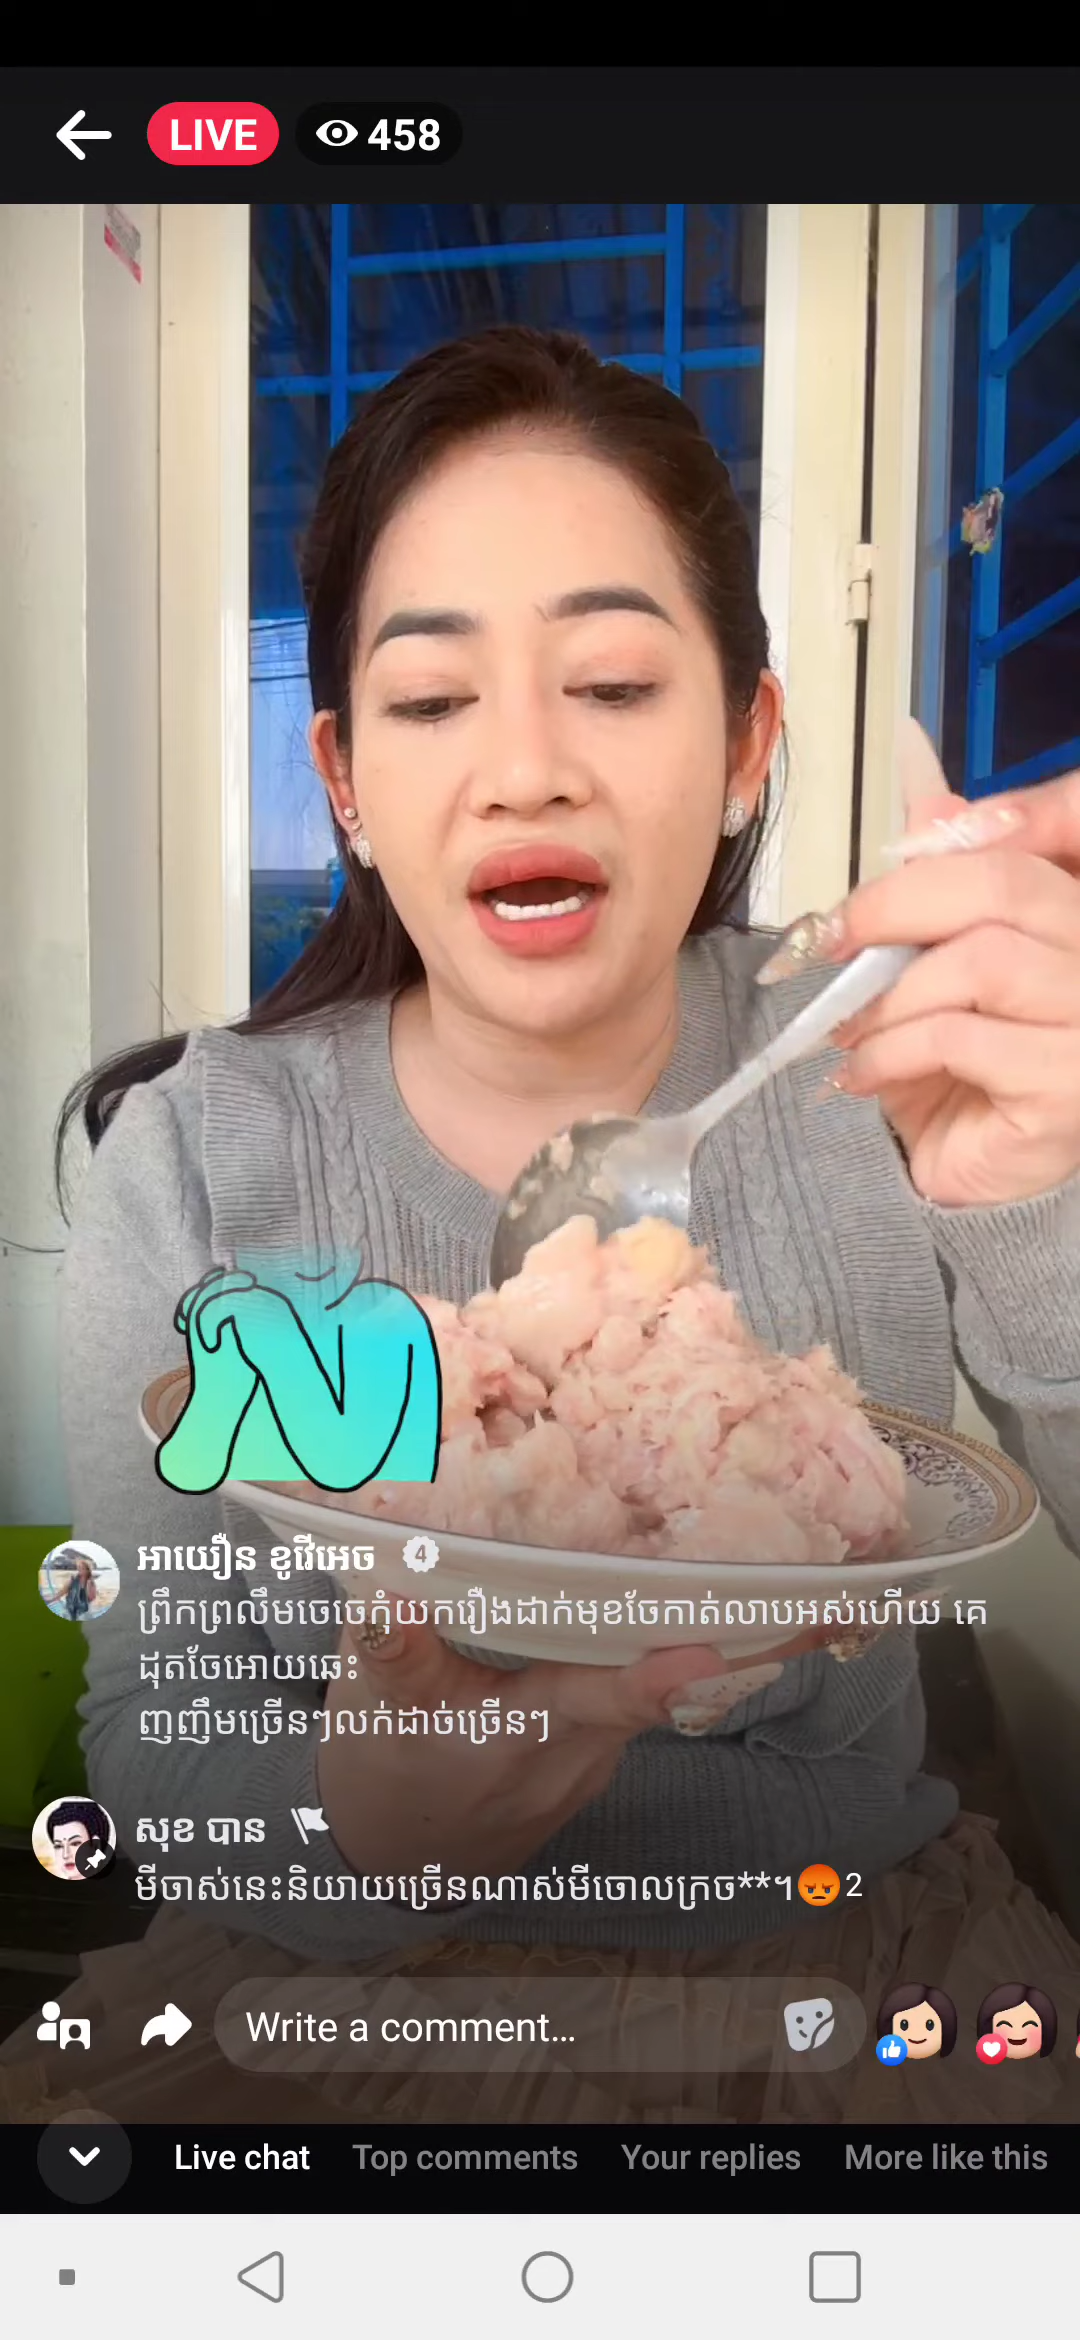 LIVE
458
អាយឿន ខូវីអេច
4
ព្រឹកព្រលឹមចេចេកុំយករឿងដាក់មុខចែកាត់លាបអស់ហើយ គេ
ដុតចែអោយឆេះ
ញញឹមច្រើនៗលក់ដាច់ច្រើនៗ
សុខ បាន
មីចាស់នេះនិយាយច្រើនណាស់មីចោលក្រច**។😡2
Write a comment...
Live chat
Top comments
Your replies
More like this